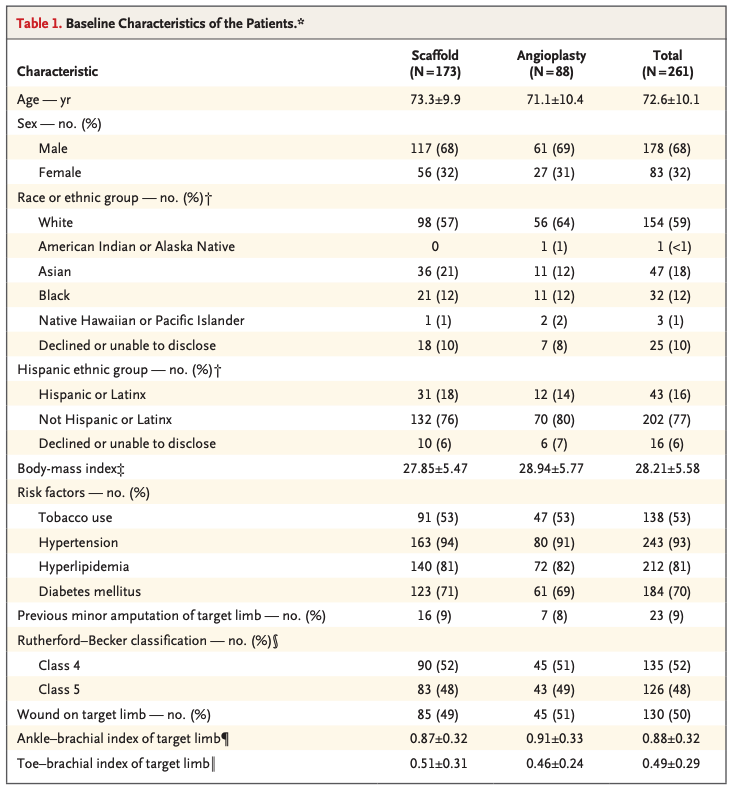 Table 1. Baseline Characteristics of the Patients.*
Characteristic Scaffold (N=173) Angioplasty (N=88) Total (N=261)
Age — yr 73.3±9.9 71.1±10.4 72.6±10.1
Sex — no. (%)
Male 117 (68) 61 (69) 178 (68)
Female 56 (32) 27 (31) 83 (32)
Race or ethnic group — no. (%)†
White 98 (57) 56 (64) 154 (59)
American Indian or Alaska Native 0 1 (1) 1 (<1)
Asian 36 (21) 11 (12) 47 (18)
Black 21 (12) 11 (12) 32 (12)
Native Hawaiian or Pacific Islander 1 (1) 2 (2) 3 (1)
Declined or unable to disclose 18 (10) 7 (8) 25 (10)
Hispanic ethnic group — no. (%)†
Hispanic or Latinx 31 (18) 12 (14) 43 (16)
Not Hispanic or Latinx 132 (76) 70 (80) 202 (77)
Declined or unable to disclose 10 (6) 6 (7) 16 (6)
Body-mass index‡ 27.85±5.47 28.94±5.77 28.21±5.58
Risk factors — no. (%)
Tobacco use 91 (53) 47 (53) 138 (53)
Hypertension 163 (94) 80 (91) 243 (93)
Hyperlipidemia 140 (81) 72 (82) 212 (81)
Diabetes mellitus 123 (71) 61 (69) 184 (70)
Previous minor amputation of target limb — no. (%) 16 (9) 7 (8) 23 (9)
Rutherford–Becker classification — no. (%)§
Class 4 90 (52) 45 (51) 135 (52)
Class 5 83 (48) 43 (49) 126 (48)
Wound on target limb — no. (%) 85 (49) 45 (51) 130 (50)
Ankle–brachial index of target limb¶ 0.87±0.32 0.91±0.33 0.88±0.32
Toe–brachial index of target limb‖ 0.51±0.31 0.46±0.24 0.49±0.29